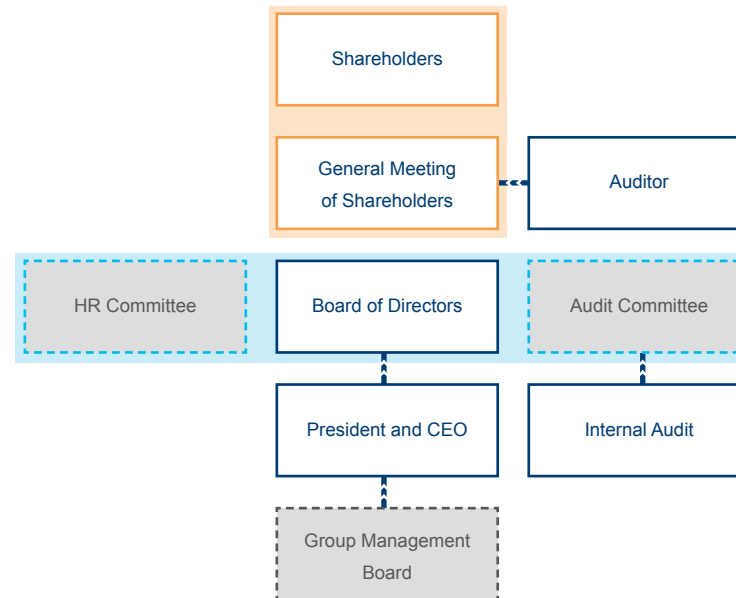 Shareholders
General Meeting
of Shareholders
Auditor
HR Committee
Board of Directors
Audit Committee
President and CEO
Internal Audit
Group Management
Board